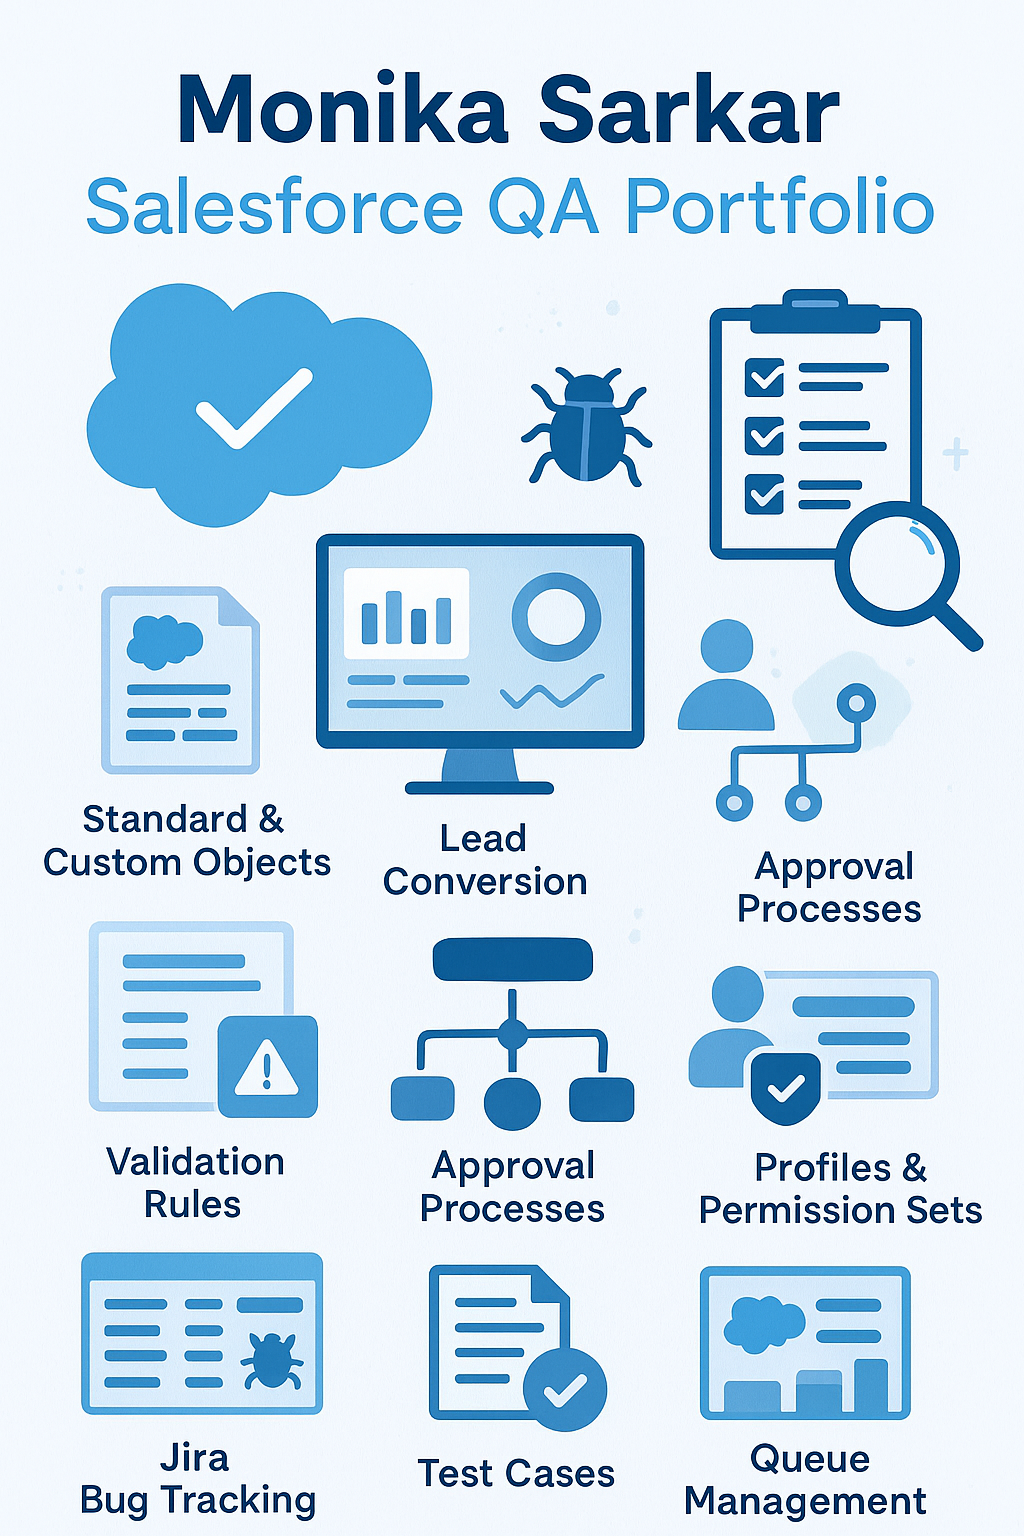 Monika Sarkar
Salesforce QA Portfolio
Standard &
Custom Objects
Lead
Conversion
Approval
Processes
Validation
Rules
Approval
Processes
Profiles &
Permission Sets
Jira
Bug Tracking
Test Cases
Queue
Management